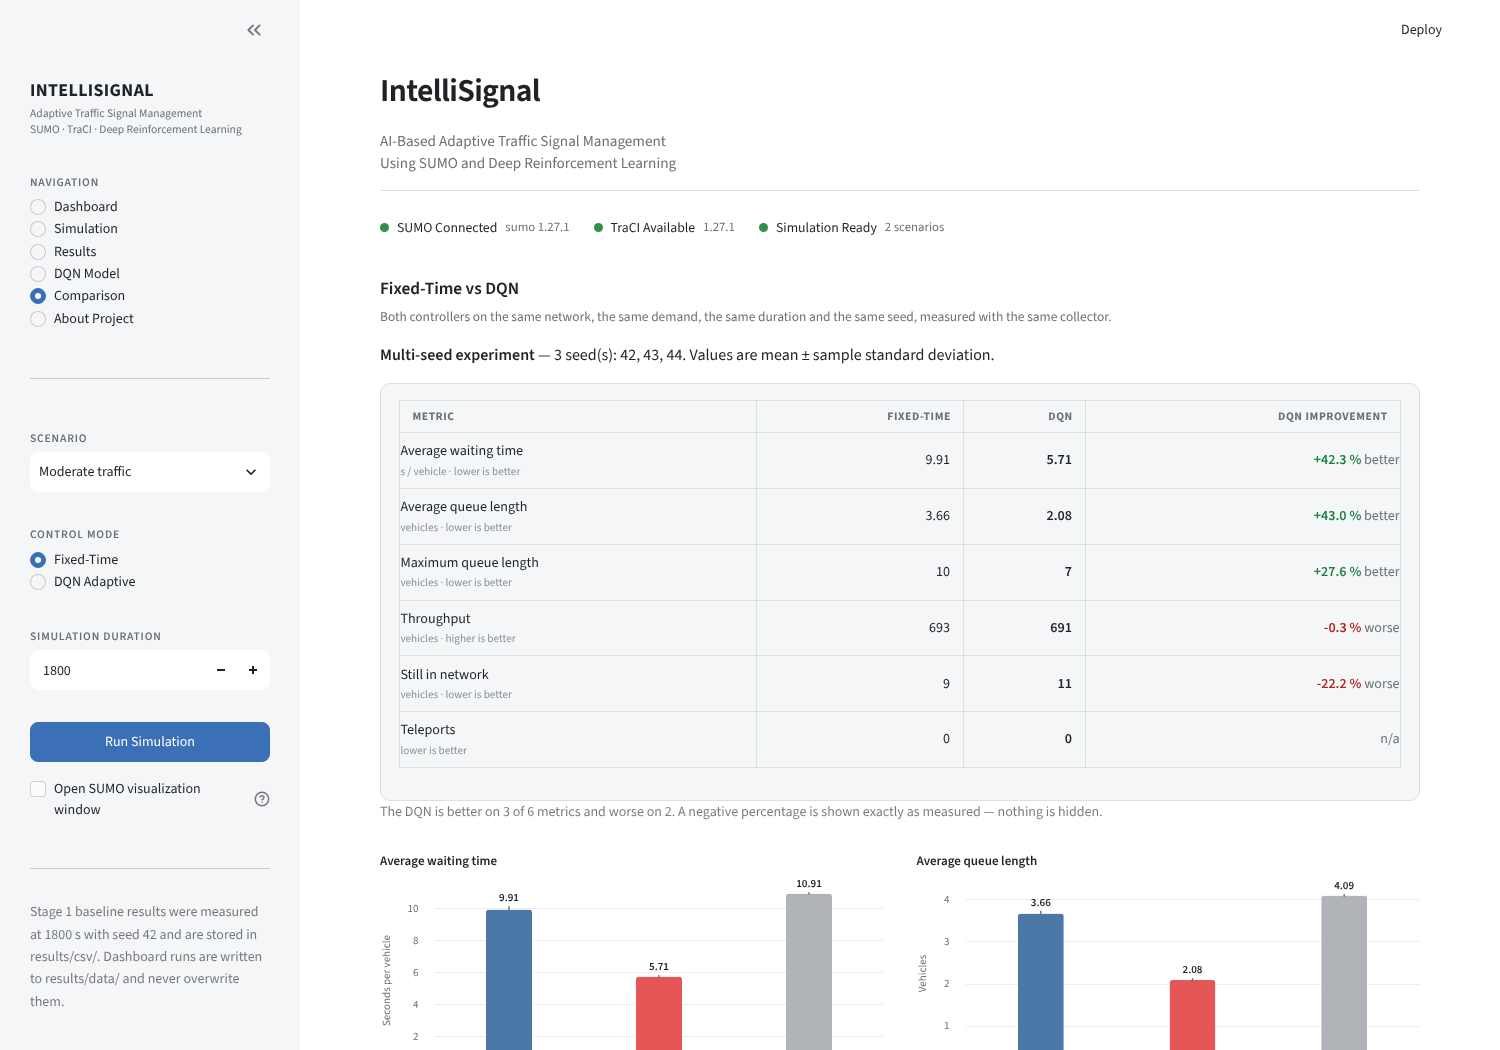 INTELLISIGNAL
Adaptive Traffic Signal Management
SUMO · TraCI · Deep Reinforcement Learning
NAVIGATION
Dashboard
Simulation
Results
DQN Model
Comparison
About Project
SCENARIO
Moderate traffic
CONTROL MODE
Fixed-Time
DQN Adaptive
SIMULATION DURATION
1800
Run Simulation
Open SUMO visualization
window
Stage 1 baseline results were measured
at 1800 s with seed 42 and are stored in
results/csv/. Dashboard runs are written
to results/data/ and never overwrite
them.
Deploy
IntelliSignal
AI-Based Adaptive Traffic Signal Management
Using SUMO and Deep Reinforcement Learning
SUMO Connected sumo 1.27.1 TraCI Available 1.27.1 Simulation Ready 2 scenarios
Fixed-Time vs DQN
Both controllers on the same network, the same demand, the same duration and the same seed, measured with the same collector.
Multi-seed experiment — 3 seed(s): 42, 43, 44. Values are mean ± sample standard deviation.
METRIC FIXED-TIME DQN DQN IMPROVEMENT
Average waiting time
s / vehicle · lower is better
9.91 5.71 +42.3 % better
Average queue length
vehicles · lower is better
3.66 2.08 +43.0 % better
Maximum queue length
vehicles · lower is better
10 7 +27.6 % better
Throughput
vehicles · higher is better
693 691 -0.3 % worse
Still in network
vehicles · lower is better
9 11 -22.2 % worse
Teleports
lower is better
0 0 n/a
The DQN is better on 3 of 6 metrics and worse on 2. A negative percentage is shown exactly as measured — nothing is hidden.
Average waiting time
Seconds per vehicle
10
8
6
4
2
9.91
5.71
10.91
Average queue length
Vehicles
4
3
2
1
3.66
2.08
4.09